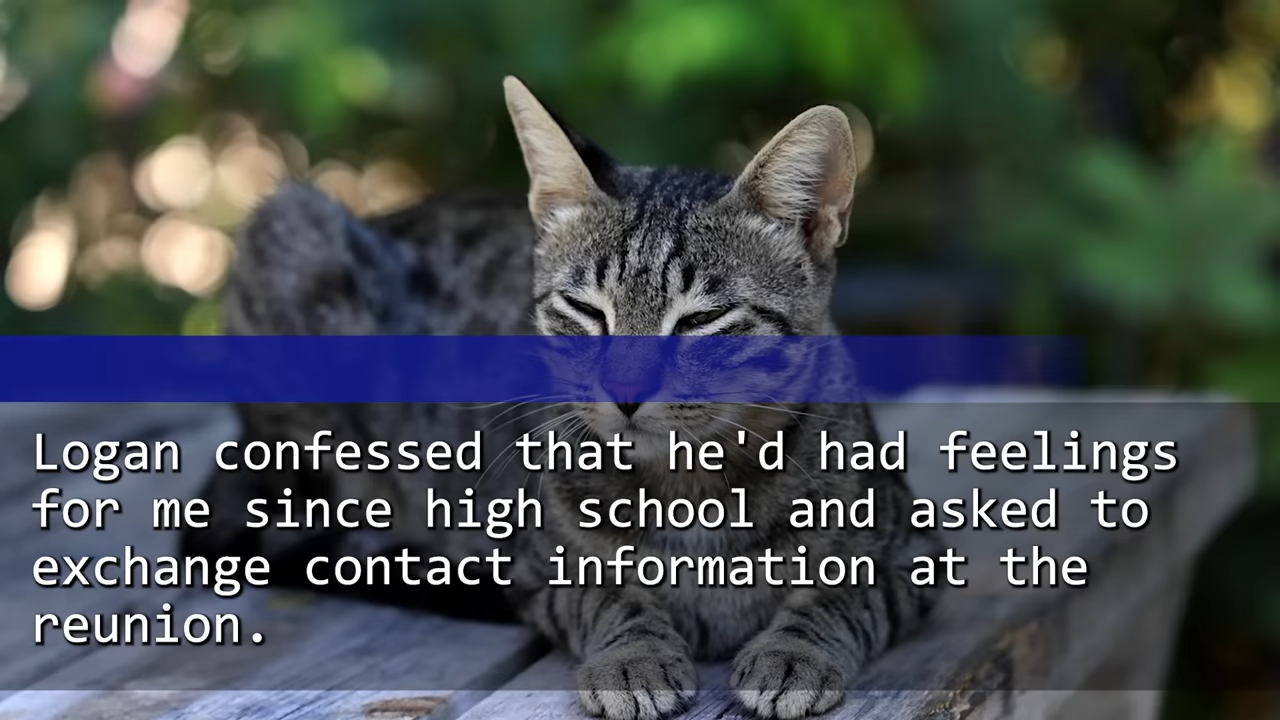 Logan confessed that he'd had feelings
for me since high school and asked to
exchange contact information at the
reunion.